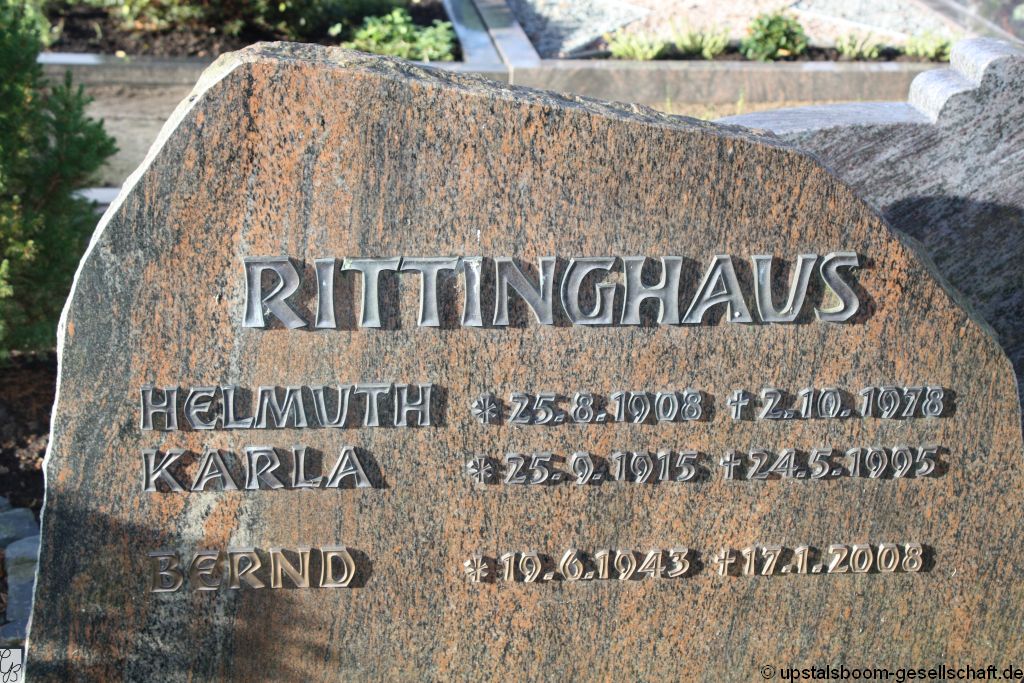 RITTINGHAUS
HELMUTH * 25.8.1908 † 2.10.1978
KARLA * 25.9.1915 † 24.5.1995
BERND * 19.6.1943 † 17.1.2008
© upstalsboom-gesellschaft.de